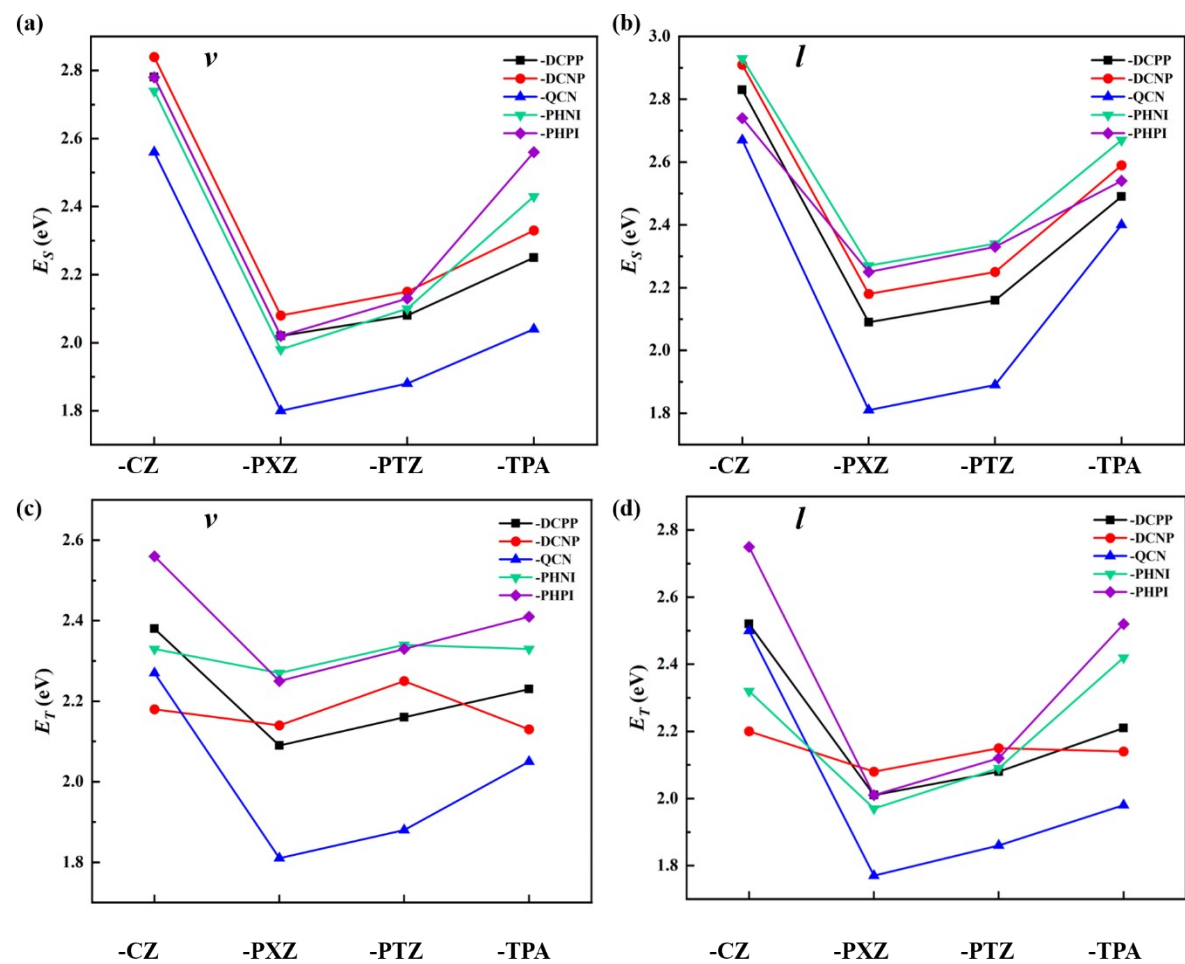 (a)
v
-DCPP
-DCNP
-QCN
-PHNI
-PHPI
2.8
2.6
2.4
2.2
2.0
1.8
E_S (eV)
-CZ -PXZ -PTZ -TPA
(b)
l
-DCPP
-DCNP
-QCN
-PHNI
-PHPI
3.0
2.8
2.6
2.4
2.2
2.0
1.8
E_S (eV)
-CZ -PXZ -PTZ -TPA
(c)
v
-DCPP
-DCNP
-QCN
-PHNI
-PHPI
2.6
2.4
2.2
2.0
1.8
E_T (eV)
-CZ -PXZ -PTZ -TPA
(d)
l
-DCPP
-DCNP
-QCN
-PHNI
-PHPI
2.8
2.6
2.4
2.2
2.0
1.8
E_T (eV)
-CZ -PXZ -PTZ -TPA